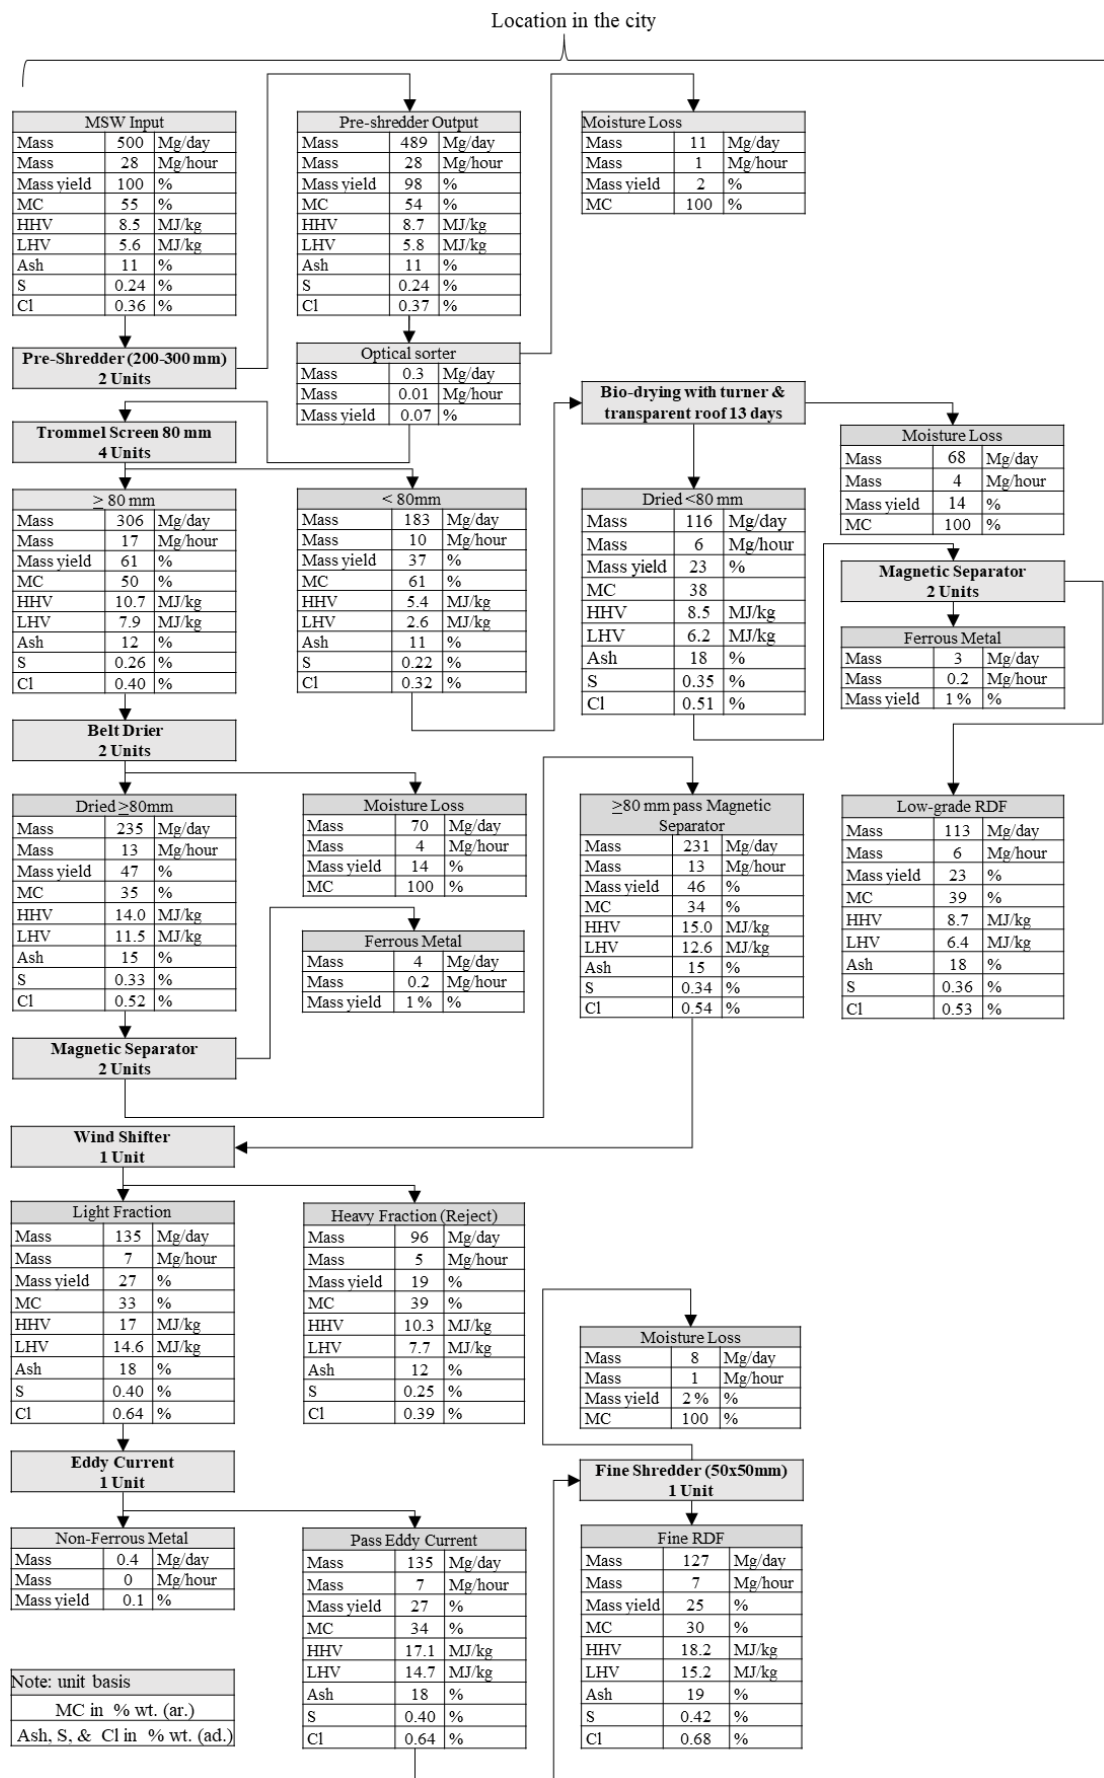 Location in the city
MSW Input
Mass 500 Mg/day
Mass 28 Mg/hour
Mass yield 100 %
MC 55 %
HHV 8.5 MJ/kg
LHV 5.6 MJ/kg
Ash 11 %
S 0.24 %
Cl 0.36 %
Pre-shredder Output
Mass 489 Mg/day
Mass 28 Mg/hour
Mass yield 98 %
MC 54 %
HHV 8.7 MJ/kg
LHV 5.8 MJ/kg
Ash 11 %
S 0.24 %
Cl 0.37 %
Moisture Loss
Mass 11 Mg/day
Mass 1 Mg/hour
Mass yield 2 %
MC 100 %
Pre-Shredder (200-300 mm)
2 Units
Optical sorter
Mass 0.3 Mg/day
Mass 0.01 Mg/hour
Mass yield 0.07 %
Bio-drying with turner &
transparent roof 13 days
Trommel Screen 80 mm
4 Units
Moisture Loss
Mass 68 Mg/day
Mass 4 Mg/hour
Mass yield 14 %
MC 100 %
≥ 80 mm
Mass 306 Mg/day
Mass 17 Mg/hour
Mass yield 61 %
MC 50 %
HHV 10.7 MJ/kg
LHV 7.9 MJ/kg
Ash 12 %
S 0.26 %
Cl 0.40 %
< 80mm
Mass 183 Mg/day
Mass 10 Mg/hour
Mass yield 37 %
MC 61 %
HHV 5.4 MJ/kg
LHV 2.6 MJ/kg
Ash 11 %
S 0.22 %
Cl 0.32 %
Dried <80 mm
Mass 116 Mg/day
Mass 6 Mg/hour
Mass yield 23 %
MC 38
HHV 8.5 MJ/kg
LHV 6.2 MJ/kg
Ash 18 %
S 0.35 %
Cl 0.51 %
Magnetic Separator
2 Units
Ferrous Metal
Mass 3 Mg/day
Mass 0.2 Mg/hour
Mass yield 1 % %
Belt Drier
2 Units
Dried ≥80mm
Mass 235 Mg/day
Mass 13 Mg/hour
Mass yield 47 %
MC 35 %
HHV 14.0 MJ/kg
LHV 11.5 MJ/kg
Ash 15 %
S 0.33 %
Cl 0.52 %
Moisture Loss
Mass 70 Mg/day
Mass 4 Mg/hour
Mass yield 14 %
MC 100 %
Ferrous Metal
Mass 4 Mg/day
Mass 0.2 Mg/hour
Mass yield 1 % %
≥80 mm pass Magnetic
Separator
Mass 231 Mg/day
Mass 13 Mg/hour
Mass yield 46 %
MC 34 %
HHV 15.0 MJ/kg
LHV 12.6 MJ/kg
Ash 15 %
S 0.34 %
Cl 0.54 %
Low-grade RDF
Mass 113 Mg/day
Mass 6 Mg/hour
Mass yield 23 %
MC 39 %
HHV 8.7 MJ/kg
LHV 6.4 MJ/kg
Ash 18 %
S 0.36 %
Cl 0.53 %
Magnetic Separator
2 Units
Wind Shifter
1 Unit
Light Fraction
Mass 135 Mg/day
Mass 7 Mg/hour
Mass yield 27 %
MC 33 %
HHV 17 MJ/kg
LHV 14.6 MJ/kg
Ash 18 %
S 0.40 %
Cl 0.64 %
Heavy Fraction (Reject)
Mass 96 Mg/day
Mass 5 Mg/hour
Mass yield 19 %
MC 39 %
HHV 10.3 MJ/kg
LHV 7.7 MJ/kg
Ash 12 %
S 0.25 %
Cl 0.39 %
Moisture Loss
Mass 8 Mg/day
Mass 1 Mg/hour
Mass yield 2 % %
MC 100 %
Eddy Current
1 Unit
Fine Shredder (50x50mm)
1 Unit
Non-Ferrous Metal
Mass 0.4 Mg/day
Mass 0 Mg/hour
Mass yield 0.1 %
Pass Eddy Current
Mass 135 Mg/day
Mass 7 Mg/hour
Mass yield 27 %
MC 34 %
HHV 17.1 MJ/kg
LHV 14.7 MJ/kg
Ash 18 %
S 0.40 %
Cl 0.64 %
Fine RDF
Mass 127 Mg/day
Mass 7 Mg/hour
Mass yield 25 %
MC 30 %
HHV 18.2 MJ/kg
LHV 15.2 MJ/kg
Ash 19 %
S 0.42 %
Cl 0.68 %
Note: unit basis
MC in % wt. (ar.)
Ash, S, & Cl in % wt. (ad.)